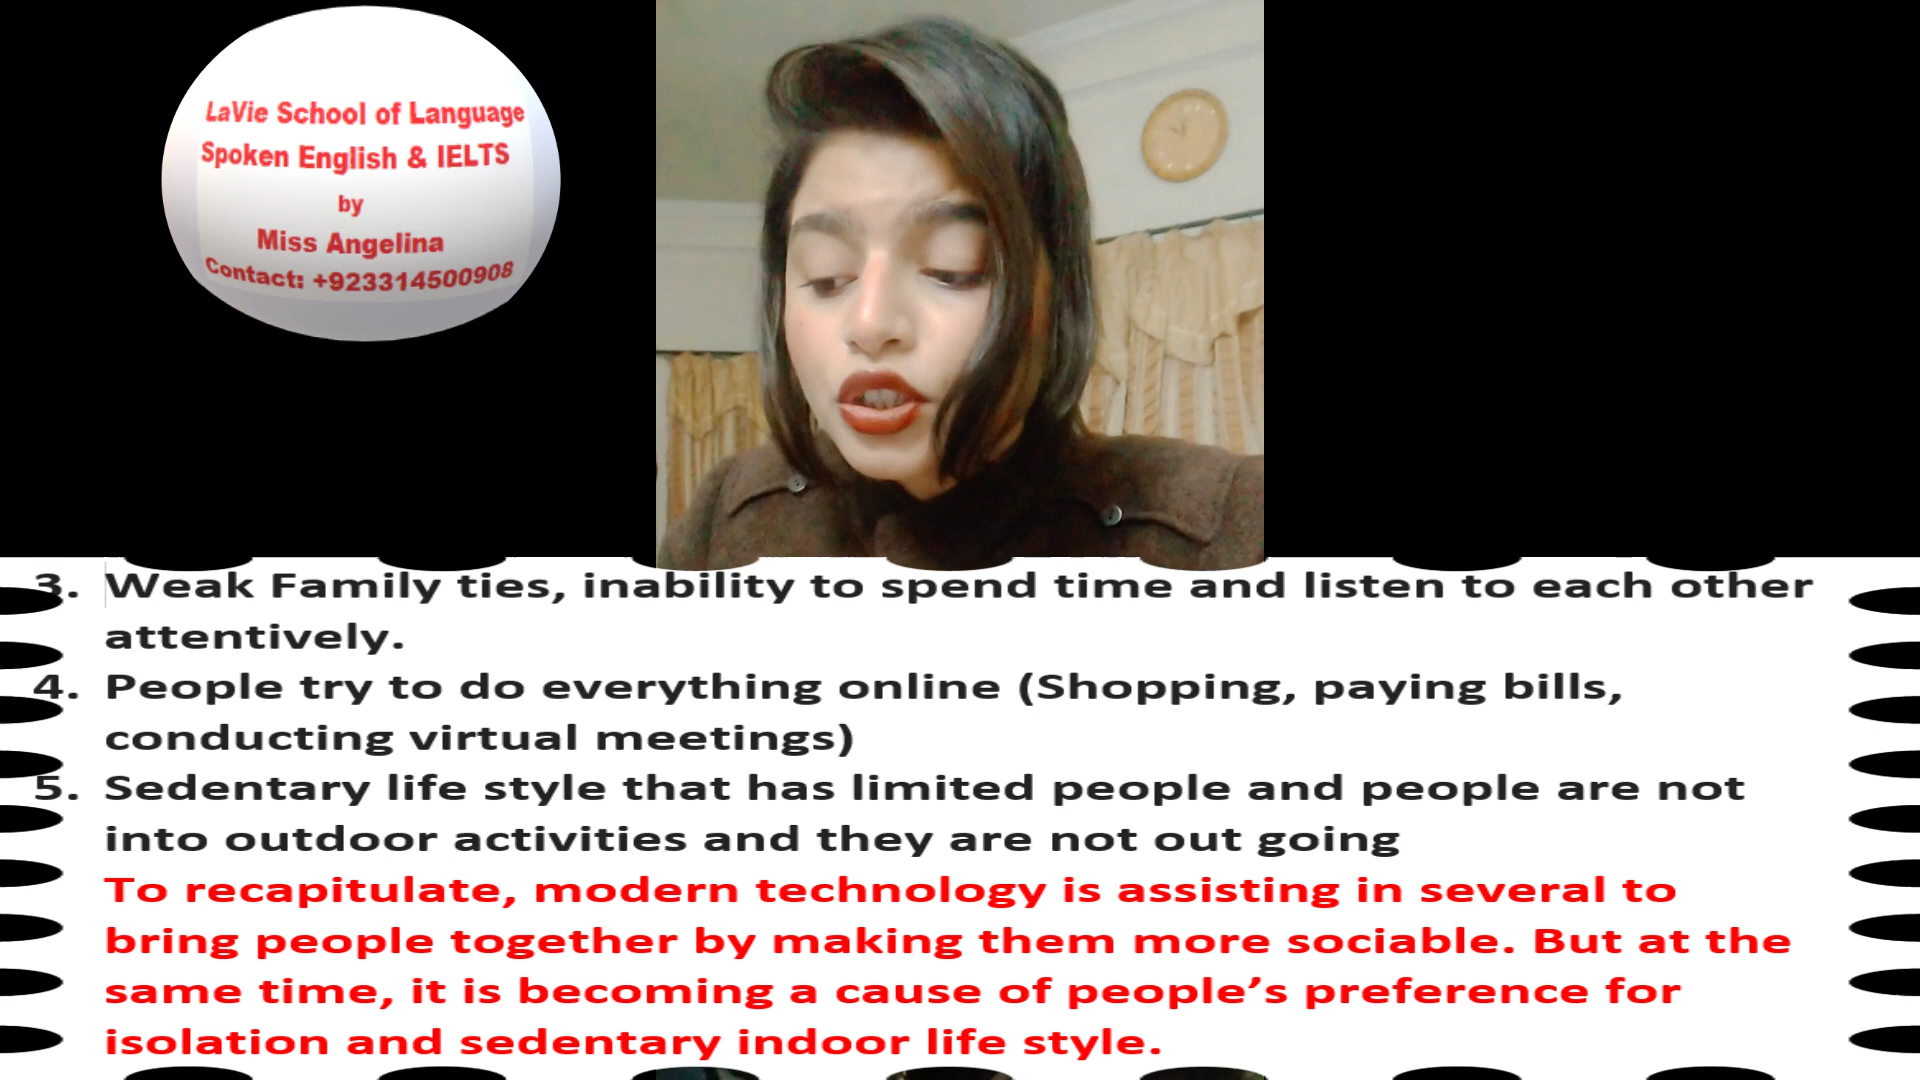 LaVie School of Language
Spoken English & IELTS
by
Miss Angelina
Contact: +923314500908
3. Weak Family ties, inability to spend time and listen to each other
attentively.
4. People try to do everything online (Shopping, paying bills,
conducting virtual meetings)
5. Sedentary life style that has limited people and people are not
into outdoor activities and they are not out going
To recapitulate, modern technology is assisting in several to
bring people together by making them more sociable. But at the
same time, it is becoming a cause of people’s preference for
isolation and sedentary indoor life style.